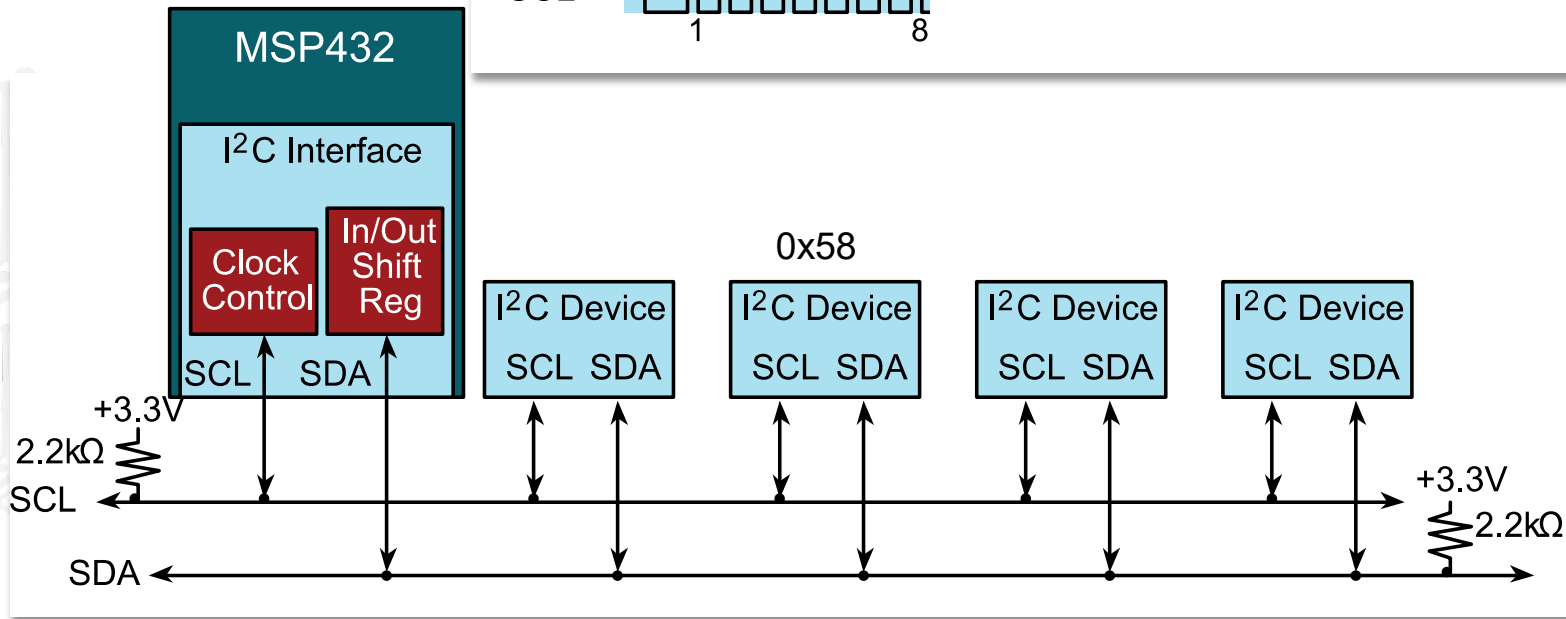 1 8
MSP432
I²C Interface
Clock
Control
In/Out
Shift
Reg
SCL SDA
0x58
I²C Device
SCL SDA
I²C Device
SCL SDA
I²C Device
SCL SDA
I²C Device
SCL SDA
+3.3V
2.2kΩ
SCL
SDA
+3.3V
2.2kΩ